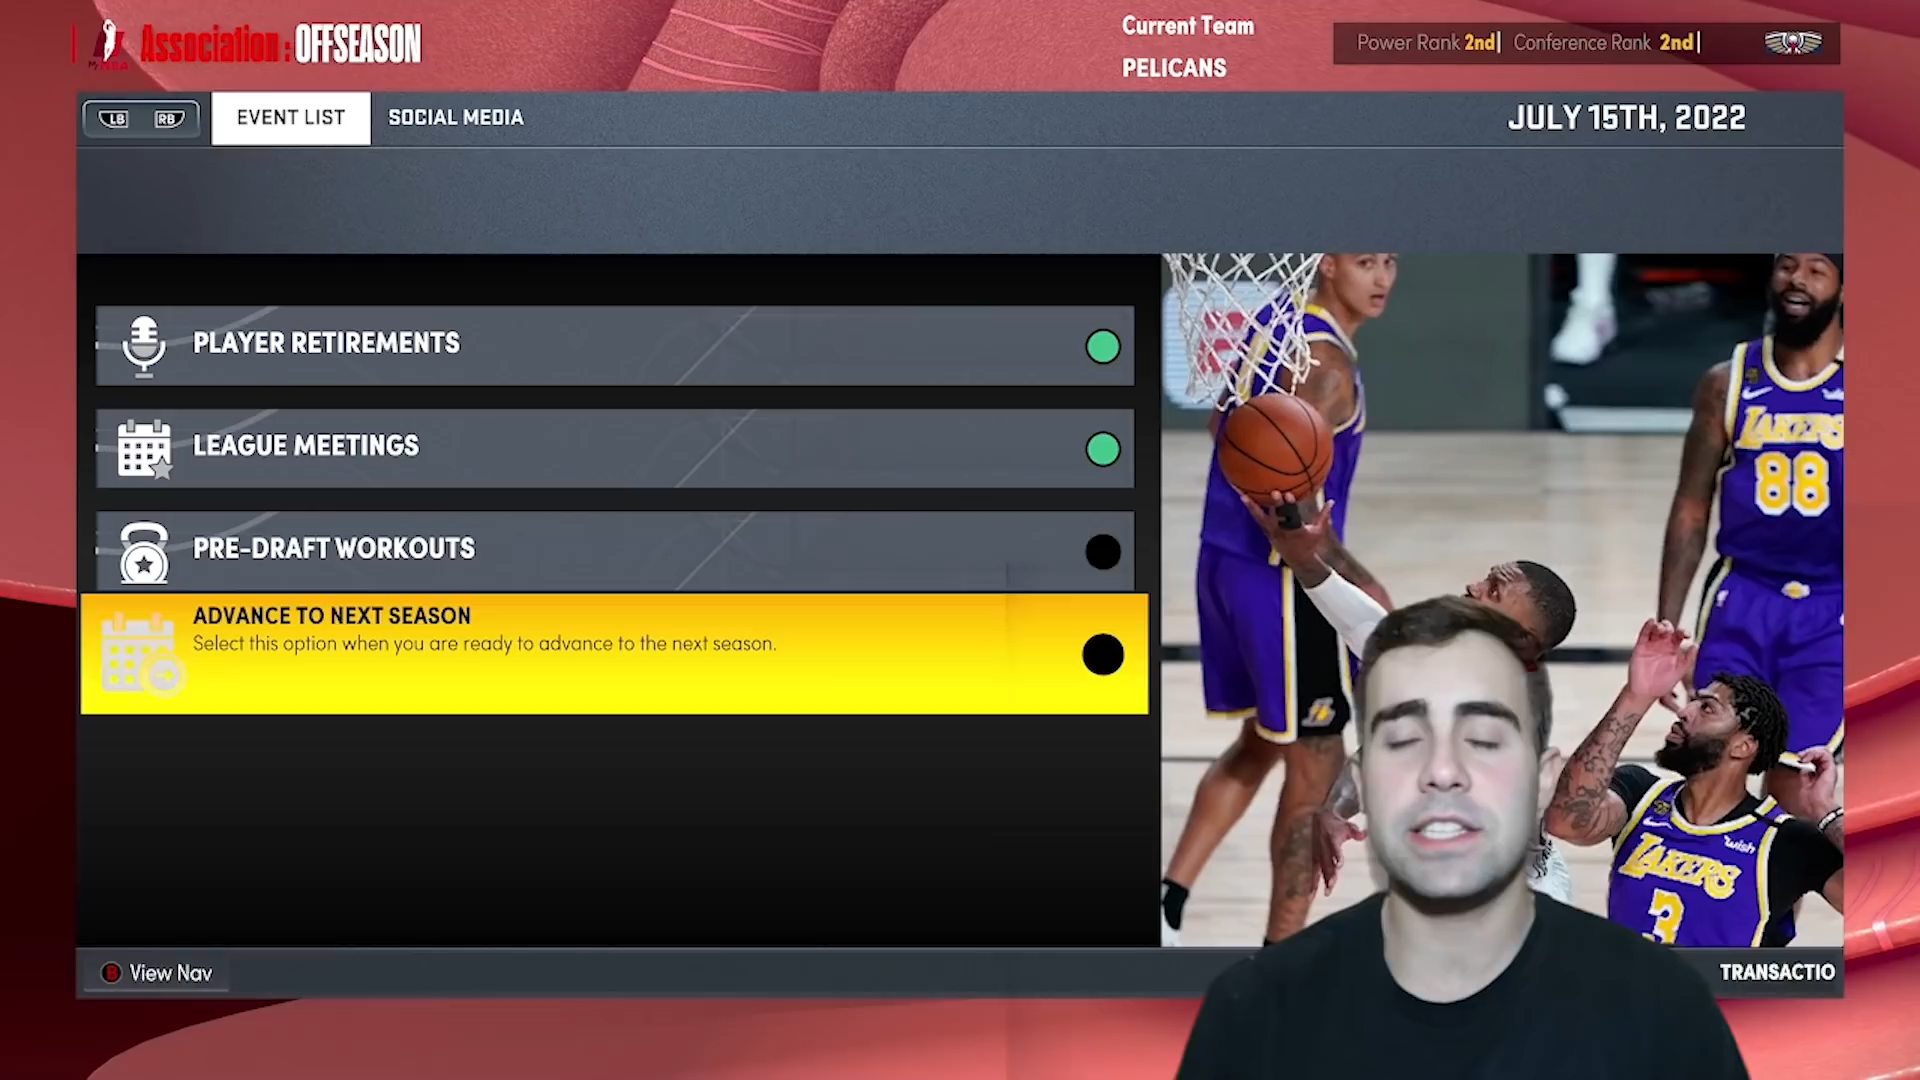 Association : OFFSEASON
Current Team
PELICANS
Power Rank 2nd| Conference Rank 2nd|
LB RB EVENT LIST SOCIAL MEDIA
JULY 15TH, 2022
PLAYER RETIREMENTS
LEAGUE MEETINGS
PRE-DRAFT WORKOUTS
ADVANCE TO NEXT SEASON
Select this option when you are ready to advance to the next season.
LAKERS
88
wish
LAKERS
3
B View Nav
TRANSACTIO